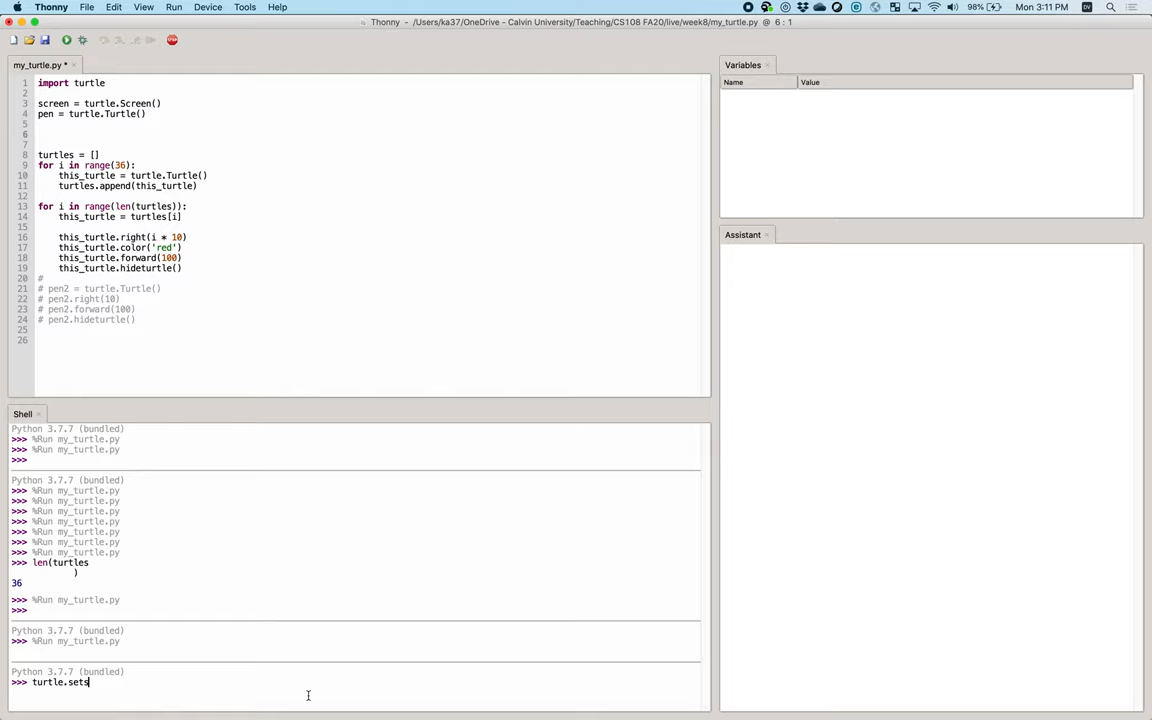 Thonny File Edit View Run Device Tools Help 98% Mon 3:11 PM DV
Thonny - /Users/ka37/OneDrive - Calvin University/Teaching/CS108 FA20/live/week8/my_turtle.py @ 6 : 1
my_turtle.py *
1 import turtle
2
3 screen = turtle.Screen()
4 pen = turtle.Turtle()
5
6
7
8 turtles = []
9 for i in range(36):
10 this_turtle = turtle.Turtle()
11 turtles.append(this_turtle)
12
13 for i in range(len(turtles)):
14 this_turtle = turtles[i]
15
16 this_turtle.right(i * 10)
17 this_turtle.color('red')
18 this_turtle.forward(100)
19 this_turtle.hideturtle()
20 #
21 # pen2 = turtle.Turtle()
22 # pen2.right(10)
23 # pen2.forward(100)
24 # pen2.hideturtle()
25
26
Shell
Python 3.7.7 (bundled)
>>> %Run my_turtle.py
>>> %Run my_turtle.py
>>>
Python 3.7.7 (bundled)
>>> %Run my_turtle.py
>>> %Run my_turtle.py
>>> %Run my_turtle.py
>>> %Run my_turtle.py
>>> %Run my_turtle.py
>>> %Run my_turtle.py
>>> %Run my_turtle.py
>>> len(turtles
)
36
>>> %Run my_turtle.py
>>>
Python 3.7.7 (bundled)
>>> %Run my_turtle.py
Python 3.7.7 (bundled)
>>> turtle.sets
Variables
Name Value
Assistant